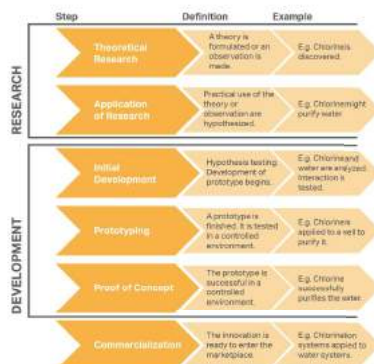 Step
Definition
Example
RESEARCH
Theoretical
Research
A theory is
formulated or an
observation is
made.
E.g. Chlorine is
discovered.
Application
of Research
Practical use of the
theory or
observation are
hypothesized.
E.g. Chlorine might
purify water
DEVELOPMENT
Initial
Development
Hypothesis testing.
Development of
prototype begins.
E.g. Chlorine and
water are analyzed.
Interaction is
tested.
Prototyping
A prototype is
finished. It is tested
in a controlled
environment.
E.g. Chlorine is
applied to a well to
purify it.
Proof of Concept
The prototype is
successful in a
controlled
environment.
E.g. Chlorine
successfully
purifies the water.
Commercialization
The innovation is
ready to enter the
marketplace.
E.g. Chlorination
systems applied to
water systems.